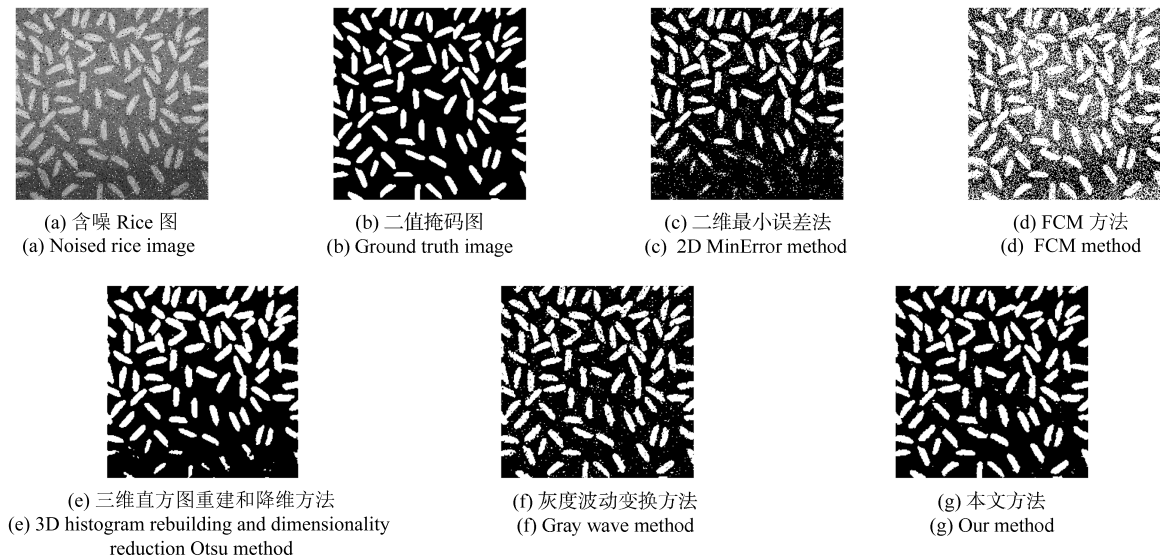 (a) 含噪 Rice 图
(a) Noised rice image
(b) 二值掩码图
(b) Ground truth image
(c) 二维最小误差法
(c) 2D MinError method
(d) FCM 方法
(d) FCM method
(e) 三维直方图重建和降维方法
(e) 3D histogram rebuilding and dimensionality
reduction Otsu method
(f) 灰度波动变换方法
(f) Gray wave method
(g) 本文方法
(g) Our method